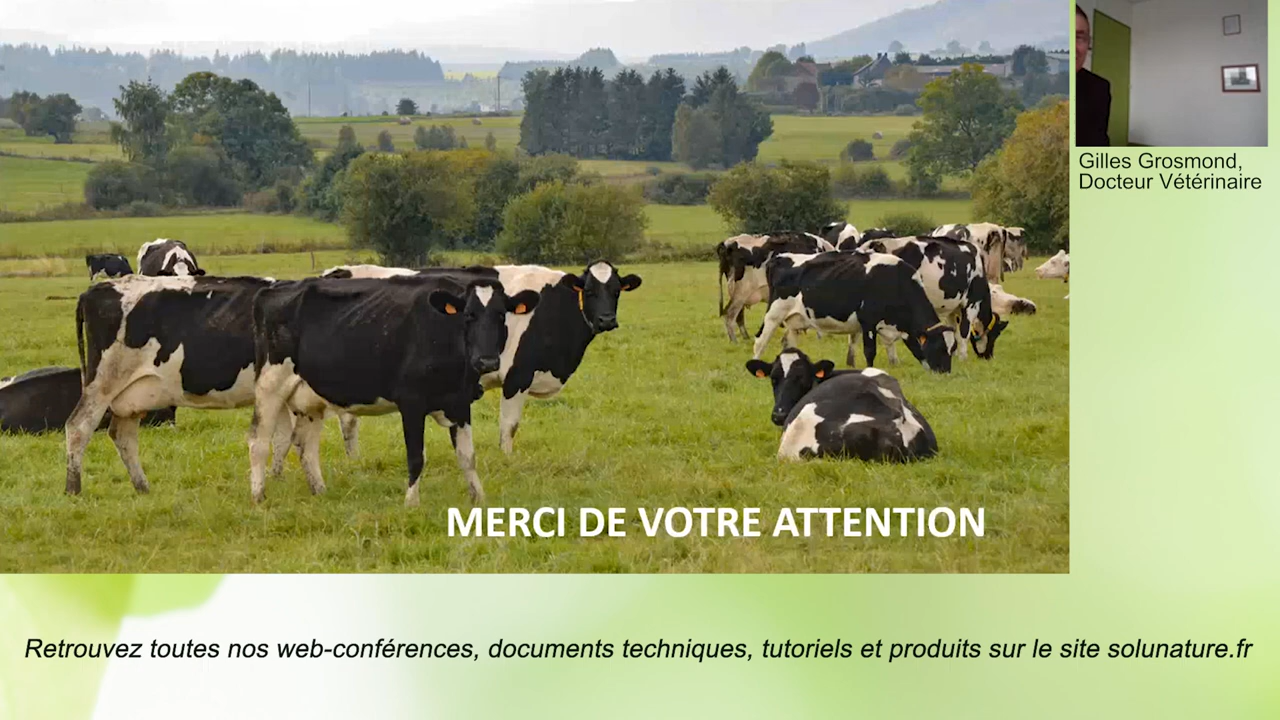 Gilles Grosmond,
Docteur Vétérinaire
MERCI DE VOTRE ATTENTION
Retrouvez toutes nos web-conférences, documents techniques, tutoriels et produits sur le site solunature.fr